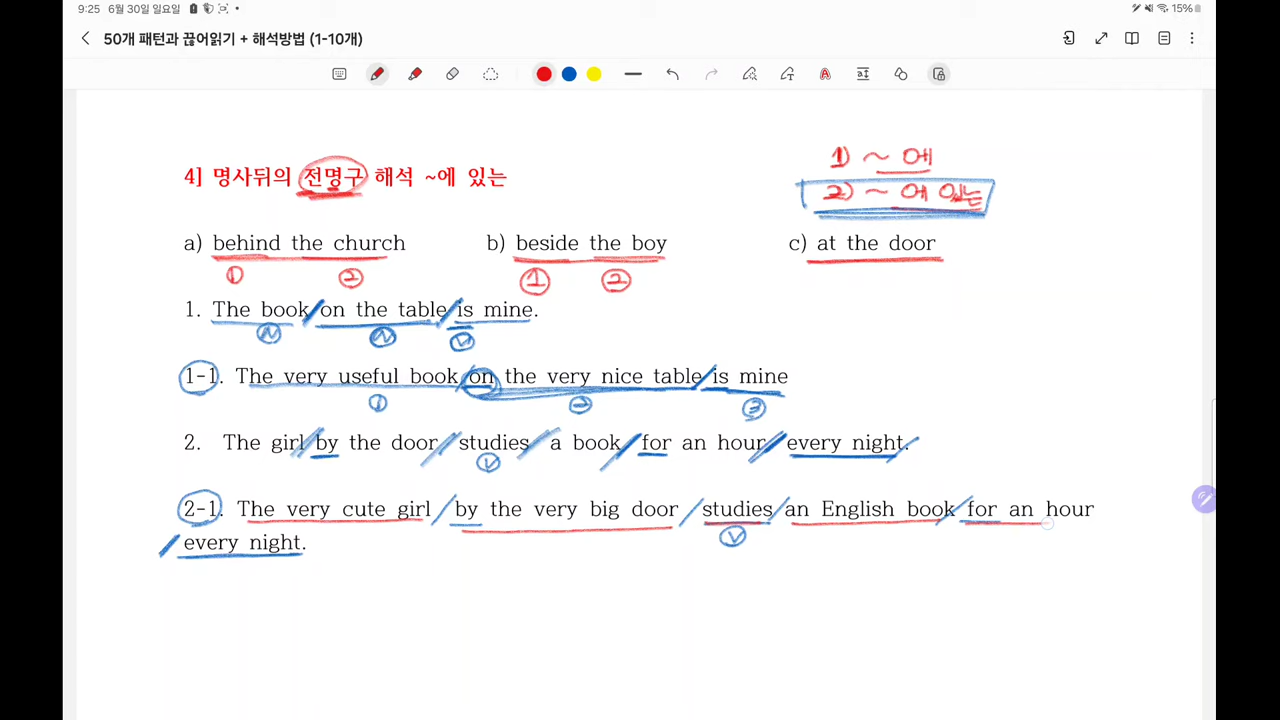 9:25 6월 30일 일요일 15%
50개 패턴과 끊어읽기 + 해석방법 (1-10개)
1) ~ 에
4] 명사뒤의 전명구 해석 ~에 있는
2) ~ 에 있는
a) behind the church b) beside the boy c) at the door
① ② ① ②
1. The book / on the table / is mine.
N N V
1-1. The very useful book / on the very nice table / is mine
① ② ③
2. The girl / by the door / studies / a book / for an hour / every night.
V
2-1. The very cute girl / by the very big door / studies / an English book / for an hour
V
/ every night.